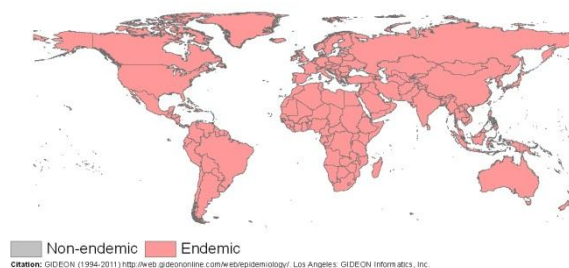 Non-endemic Endemic
Citation: GIDEON (1994-2011) http://web.gideononline.com/web/epidemiology/. Los Angeles: GIDEON Informatics, Inc.